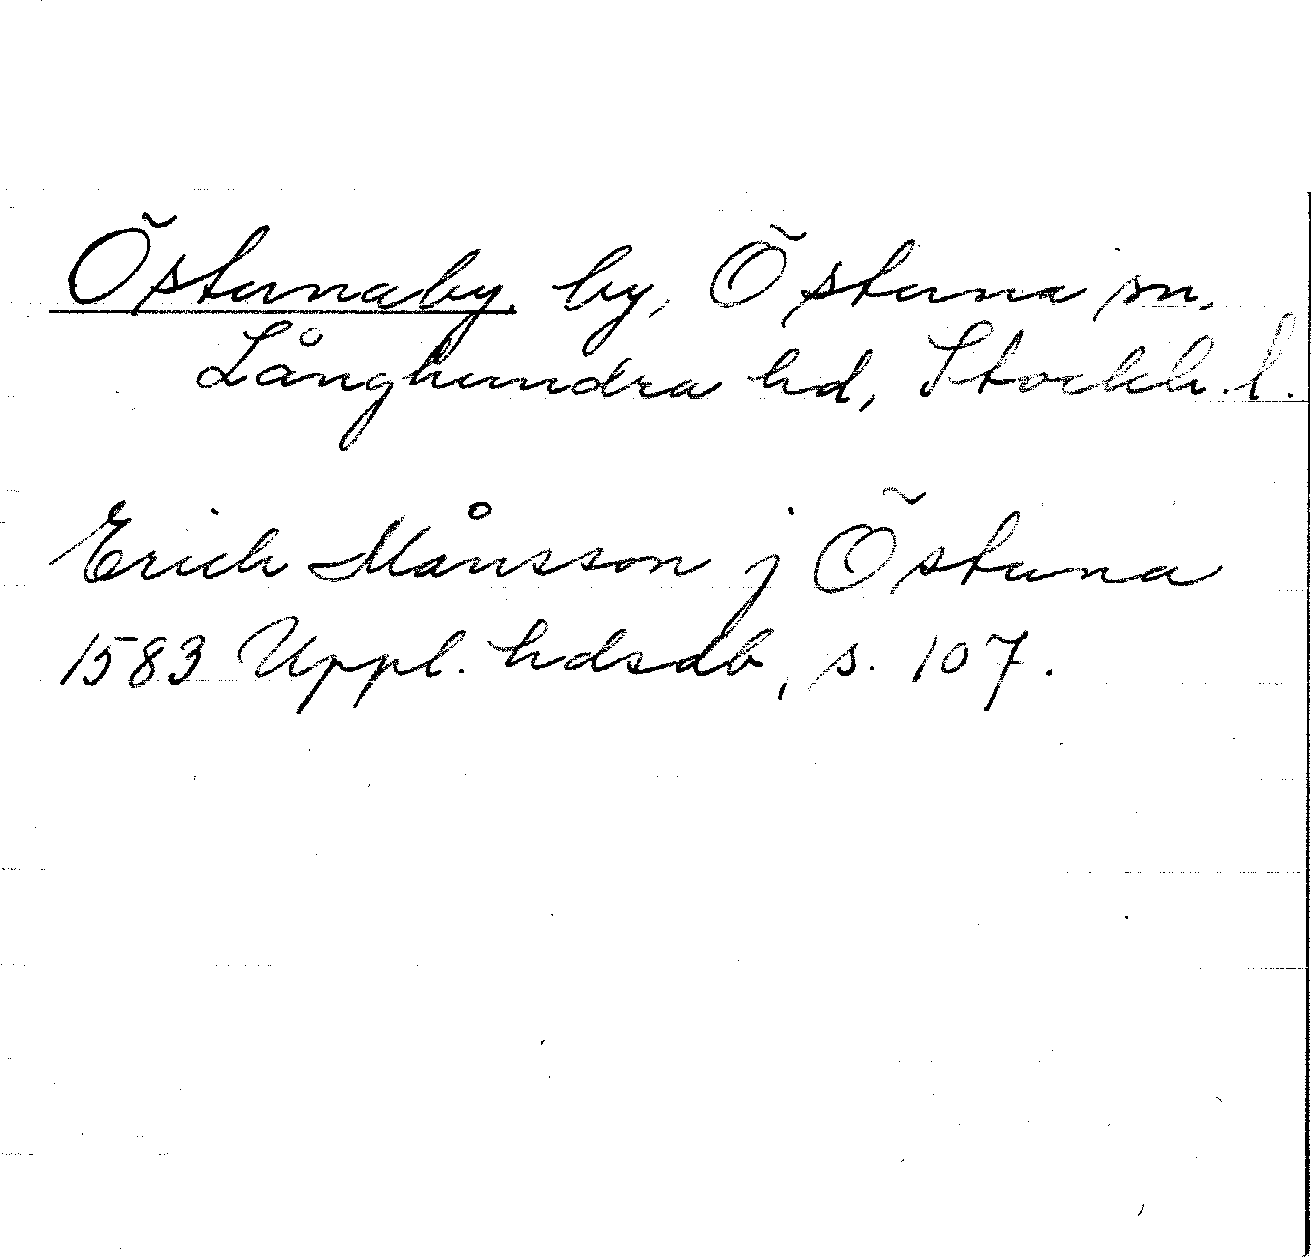 Östunaby, by, Östuna sn,
Långhundra hd, Stockh. l.
Erich Månsson j Östuna
1583 Uppl. hdsdb, s. 107.